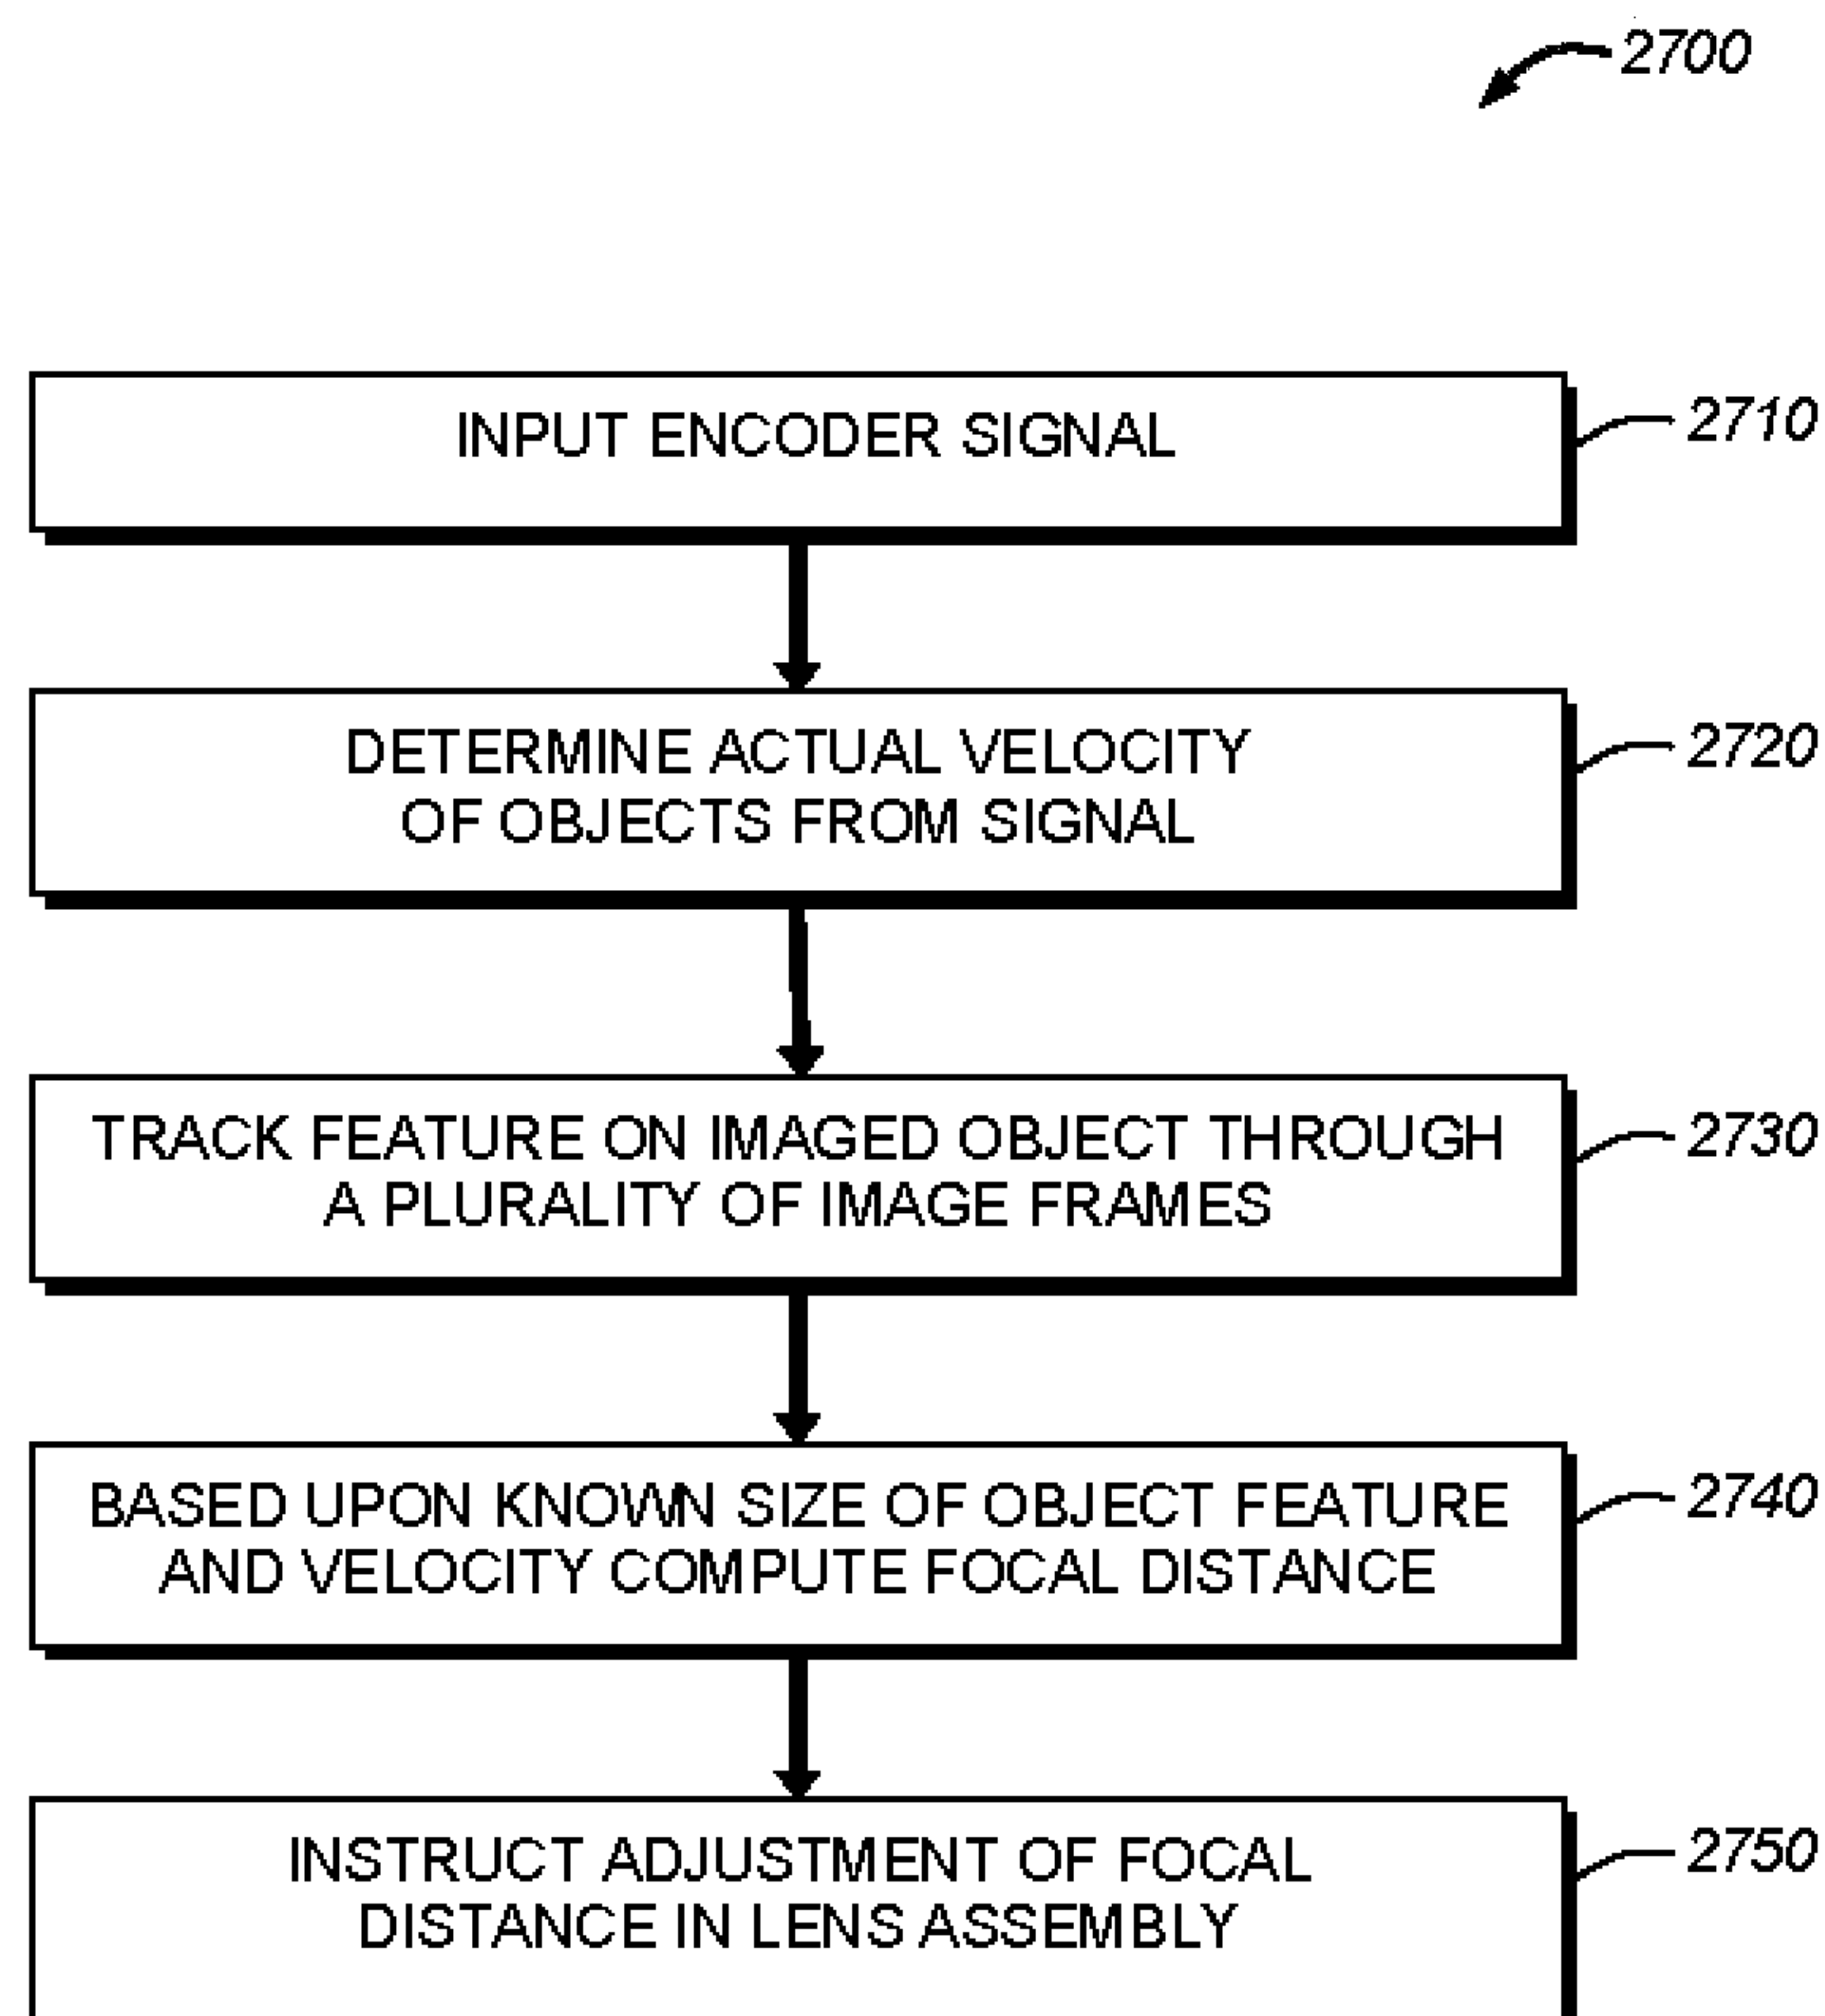 2700
INPUT ENCODER SIGNAL
2710
DETERMINE ACTUAL VELOCITY
OF OBJECTS FROM SIGNAL
2720
TRACK FEATURE ON IMAGED OBJECT THROUGH
A PLURALITY OF IMAGE FRAMES
2730
BASED UPON KNOWN SIZE OF OBJECT FEATURE
AND VELOCITY COMPUTE FOCAL DISTANCE
2740
INSTRUCT ADJUSTMENT OF FOCAL
DISTANCE IN LENS ASSEMBLY
2750